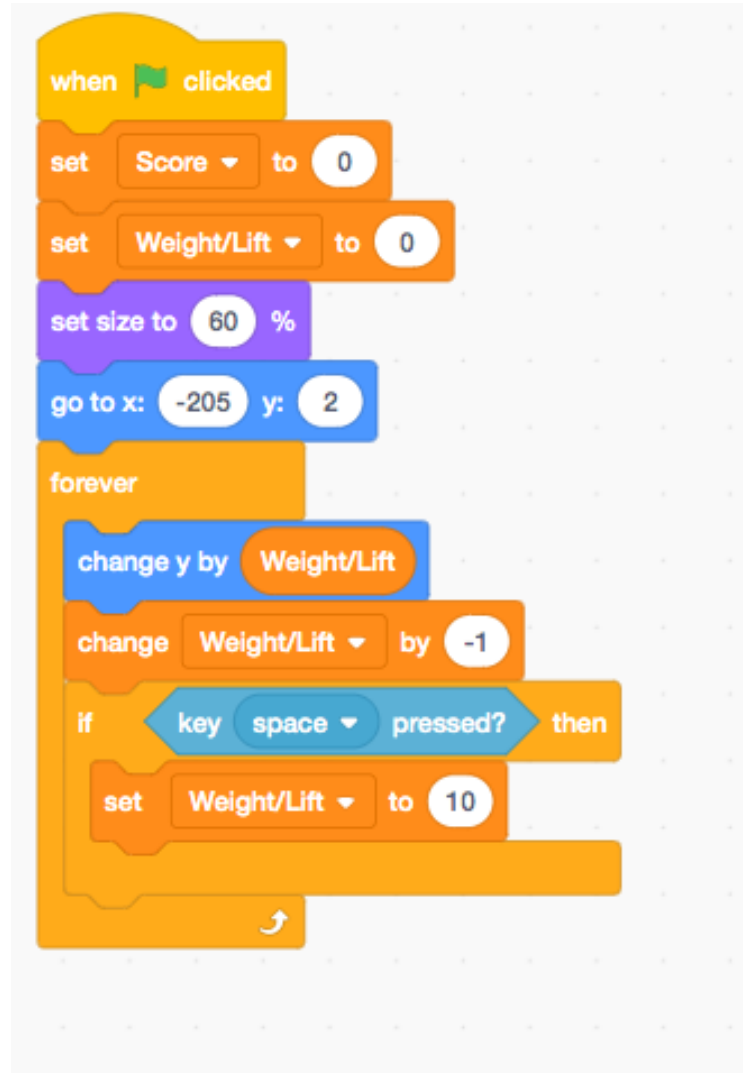 when clicked
set Score to 0
set Weight/Lift to 0
set size to 60 %
go to x: -205 y: 2
forever
change y by Weight/Lift
change Weight/Lift by -1
if key space pressed? then
set Weight/Lift to 10